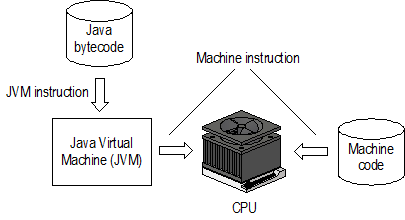 Java
bytecode
Machine instruction
JVM instruction
Java Virtual
Machine (JVM)
Machine
code
CPU